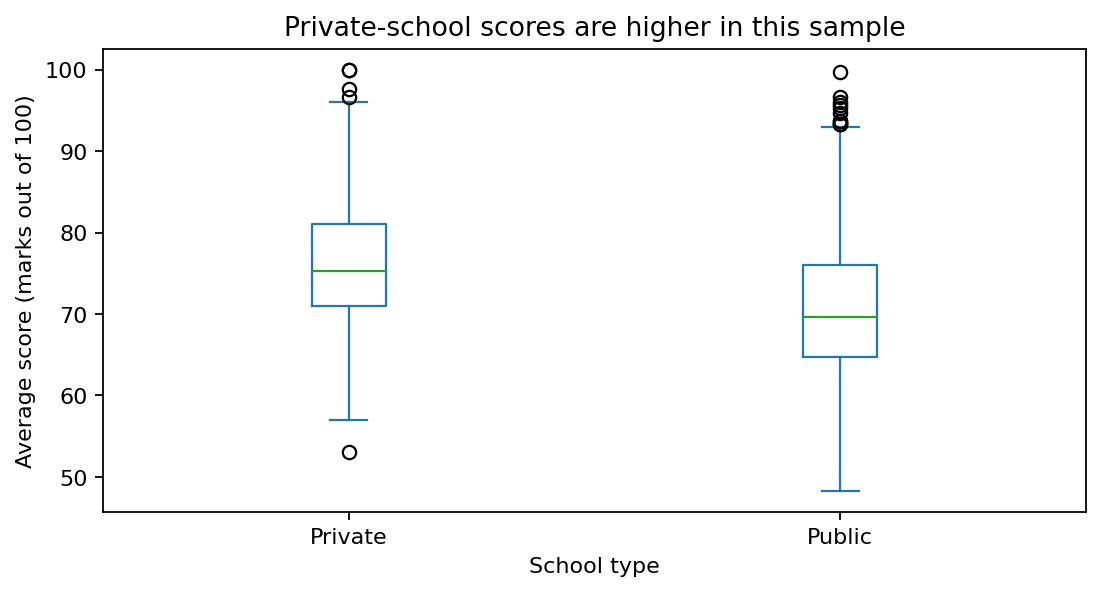 Private-school scores are higher in this sample
Average score (marks out of 100)
100
90
80
70
60
50
Private
Public
School type